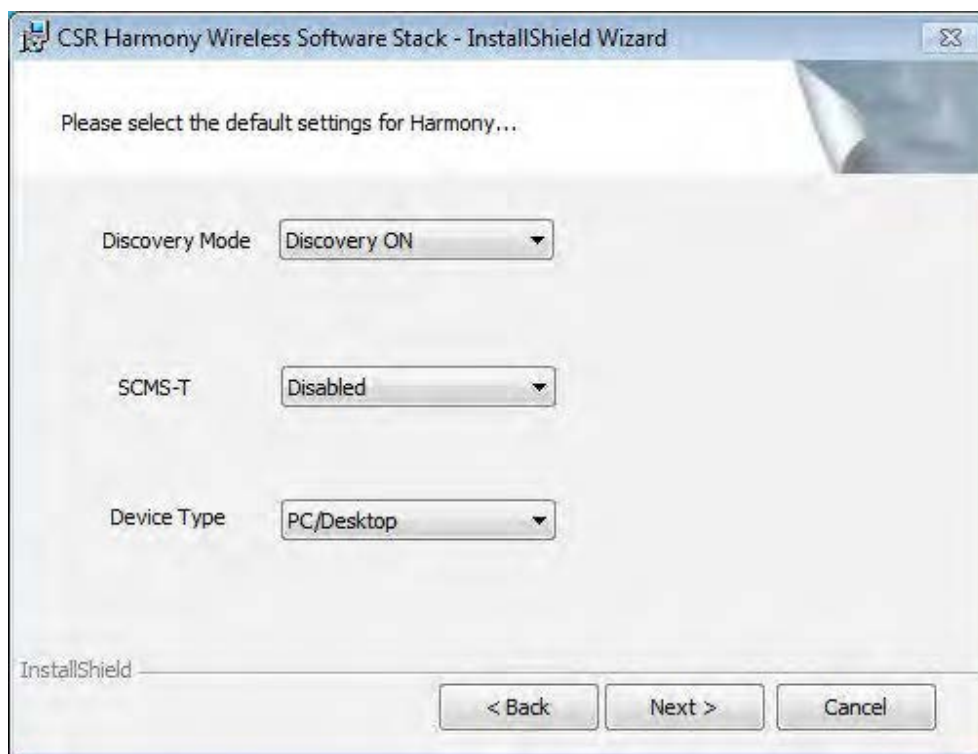 CSR Harmony Wireless Software Stack - InstallShield Wizard
Please select the default settings for Harmony...
Discovery Mode Discovery ON
SCMS-T Disabled
Device Type PC/Desktop
InstallShield
< Back Next > Cancel